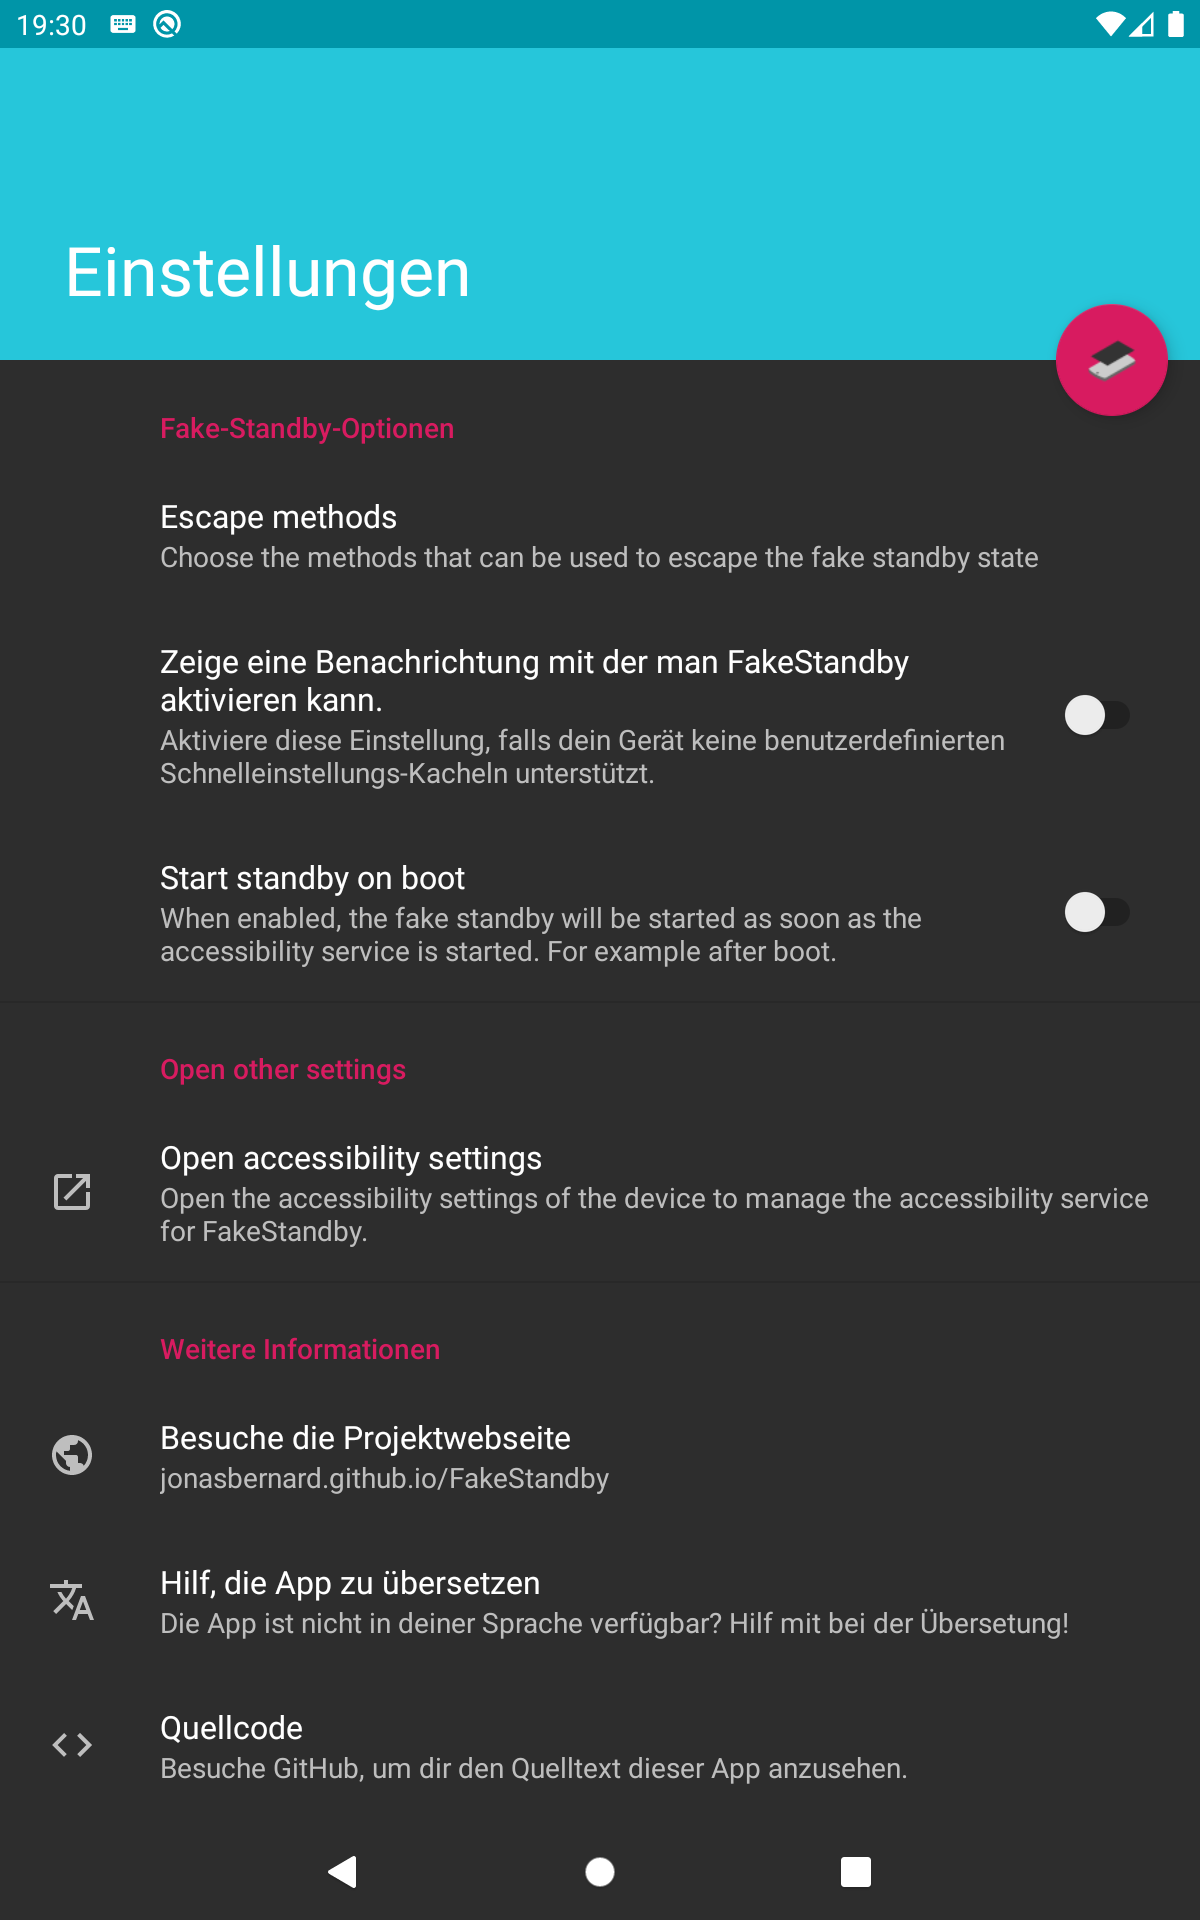 19:30
Einstellungen
Fake-Standby-Optionen
Escape methods
Choose the methods that can be used to escape the fake standby state
Zeige eine Benachrichtung mit der man FakeStandby
aktivieren kann.
Aktiviere diese Einstellung, falls dein Gerät keine benutzerdefinierten
Schnelleinstellungs-Kacheln unterstützt.
Start standby on boot
When enabled, the fake standby will be started as soon as the
accessibility service is started. For example after boot.
Open other settings
Open accessibility settings
Open the accessibility settings of the device to manage the accessibility service
for FakeStandby.
Weitere Informationen
Besuche die Projektwebseite
jonasbernard.github.io/FakeStandby
Hilf, die App zu übersetzen
Die App ist nicht in deiner Sprache verfügbar? Hilf mit bei der Übersetung!
Quellcode
Besuche GitHub, um dir den Quelltext dieser App anzusehen.